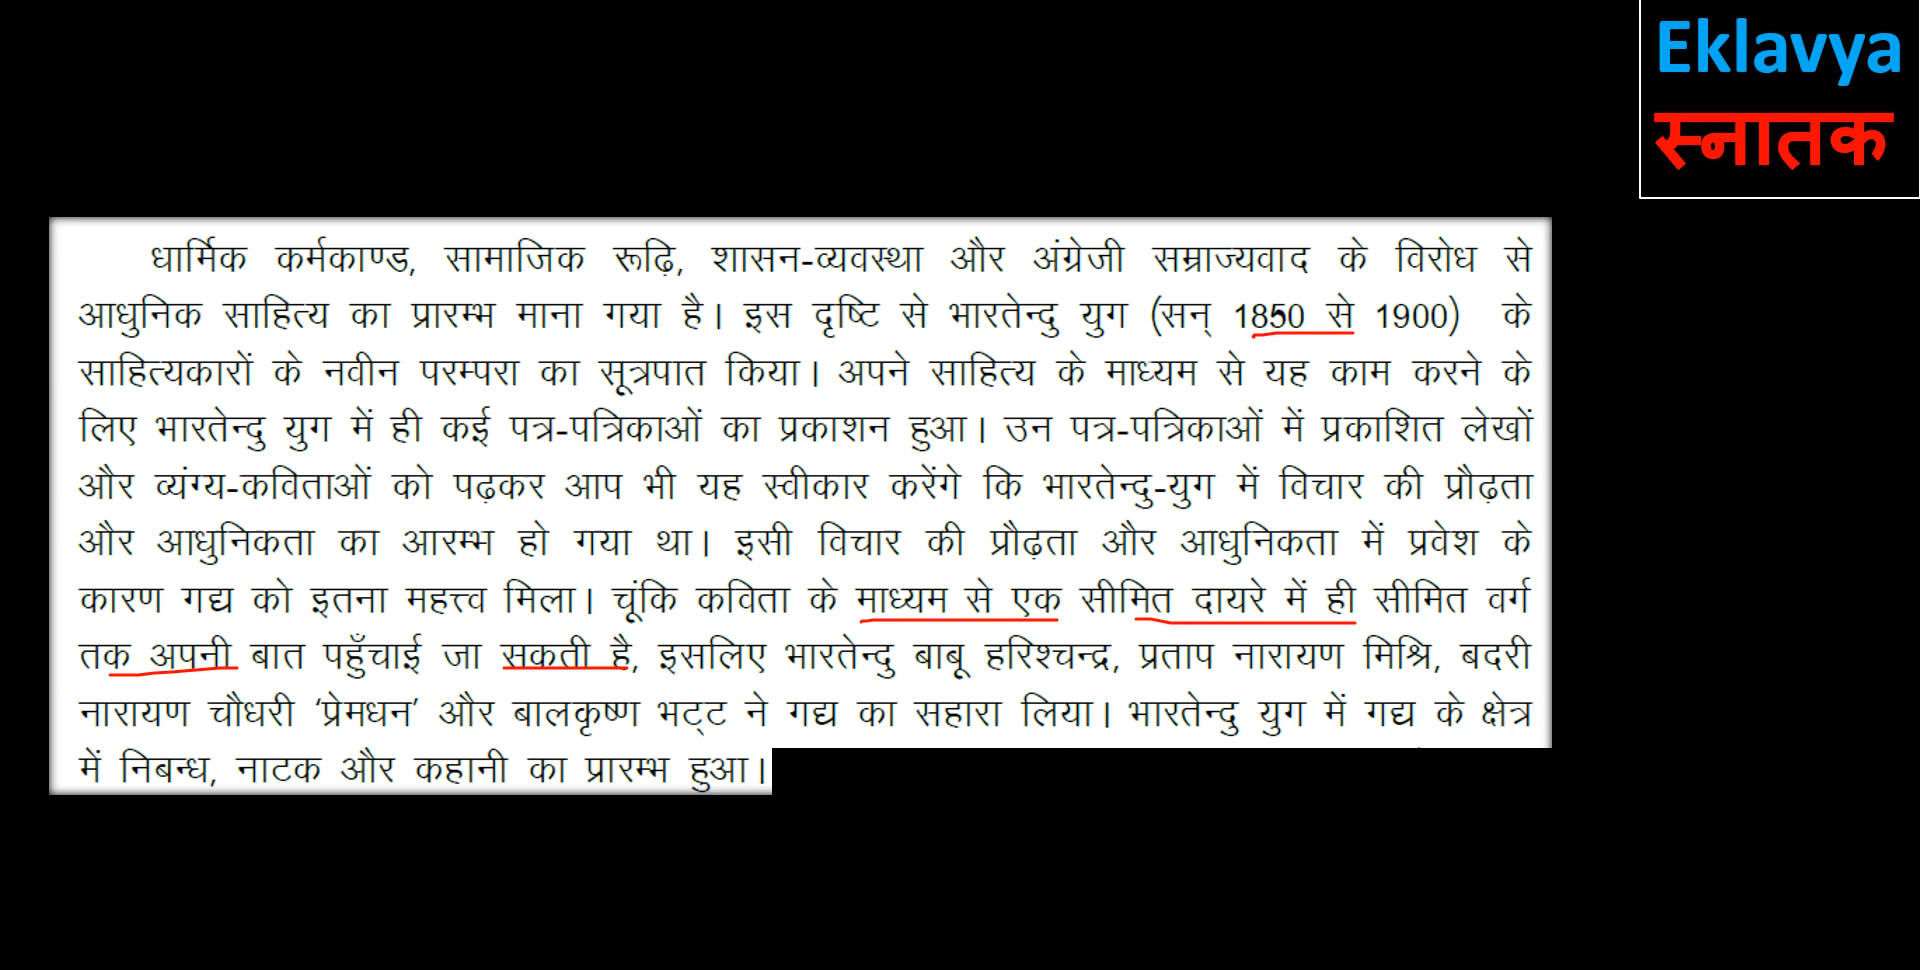 Eklavya
स्नातक
धार्मिक कर्मकाण्ड, सामाजिक रूढ़ि, शासन-व्यवस्था और अंग्रेजी सम्राज्यवाद के विरोध से
आधुनिक साहित्य का प्रारम्भ माना गया है। इस दृष्टि से भारतेन्दु युग (सन् 1850 से 1900) के
साहित्यकारों के नवीन परम्परा का सूत्रपात किया। अपने साहित्य के माध्यम से यह काम करने के
लिए भारतेन्दु युग में ही कई पत्र-पत्रिकाओं का प्रकाशन हुआ। उन पत्र-पत्रिकाओं में प्रकाशित लेखों
और व्यंग्य-कविताओं को पढ़कर आप भी यह स्वीकार करेंगे कि भारतेन्दु-युग में विचार की प्रौढ़ता
और आधुनिकता का आरम्भ हो गया था। इसी विचार की प्रौढ़ता और आधुनिकता में प्रवेश के
कारण गद्य को इतना महत्त्व मिला। चूंकि कविता के माध्यम से एक सीमित दायरे में ही सीमित वर्ग
तक अपनी बात पहुँचाई जा सकती है, इसलिए भारतेन्दु बाबू हरिश्चन्द्र, प्रताप नारायण मिश्रि, बदरी
नारायण चौधरी ‘प्रेमधन’ और बालकृष्ण भट्ट ने गद्य का सहारा लिया। भारतेन्दु युग में गद्य के क्षेत्र
में निबन्ध, नाटक और कहानी का प्रारम्भ हुआ।